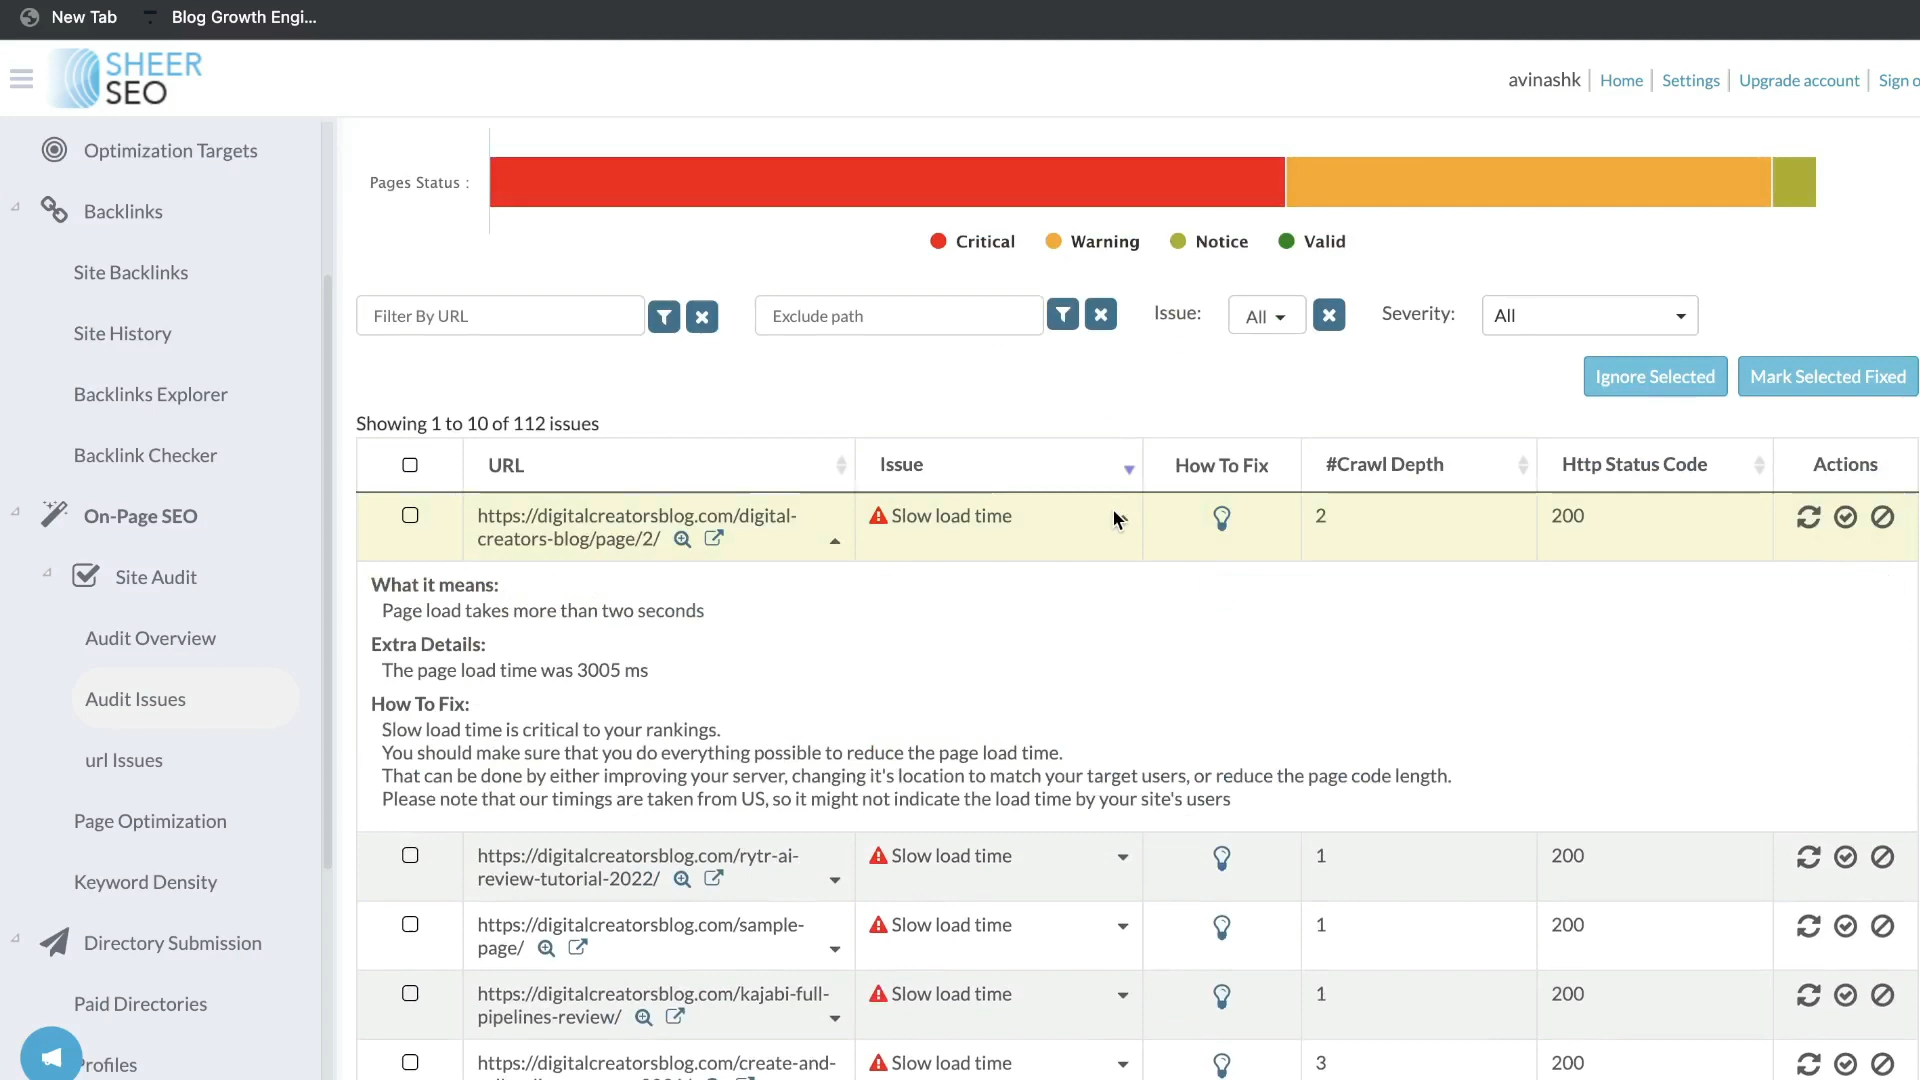 New Tab
Blog Growth Engi...
SHEER
SEO
avinashk
Home
Settings
Upgrade account
Sign o
Optimization Targets
Backlinks
Site Backlinks
Site History
Backlinks Explorer
Backlink Checker
On-Page SEO
Site Audit
Audit Overview
Audit Issues
url Issues
Page Optimization
Keyword Density
Directory Submission
Paid Directories
rofiles
Pages Status :
Critical
Warning
Notice
Valid
Filter By URL
Exclude path
Issue:
All
Severity:
All
Ignore Selected
Mark Selected Fixed
Showing 1 to 10 of 112 issues
URL
Issue
How To Fix
#Crawl Depth
Http Status Code
Actions
https://digitalcreatorsblog.com/digital-
creators-blog/page/2/
Slow load time
2
200
What it means:
Page load takes more than two seconds
Extra Details:
The page load time was 3005 ms
How To Fix:
Slow load time is critical to your rankings.
You should make sure that you do everything possible to reduce the page load time.
That can be done by either improving your server, changing it's location to match your target users, or reduce the page code length.
Please note that our timings are taken from US, so it might not indicate the load time by your site's users
https://digitalcreatorsblog.com/rytr-ai-
review-tutorial-2022/
Slow load time
1
200
https://digitalcreatorsblog.com/sample-
page/
Slow load time
1
200
https://digitalcreatorsblog.com/kajabi-full-
pipelines-review/
Slow load time
1
200
https://digitalcreatorsblog.com/create-and-
Slow load time
3
200